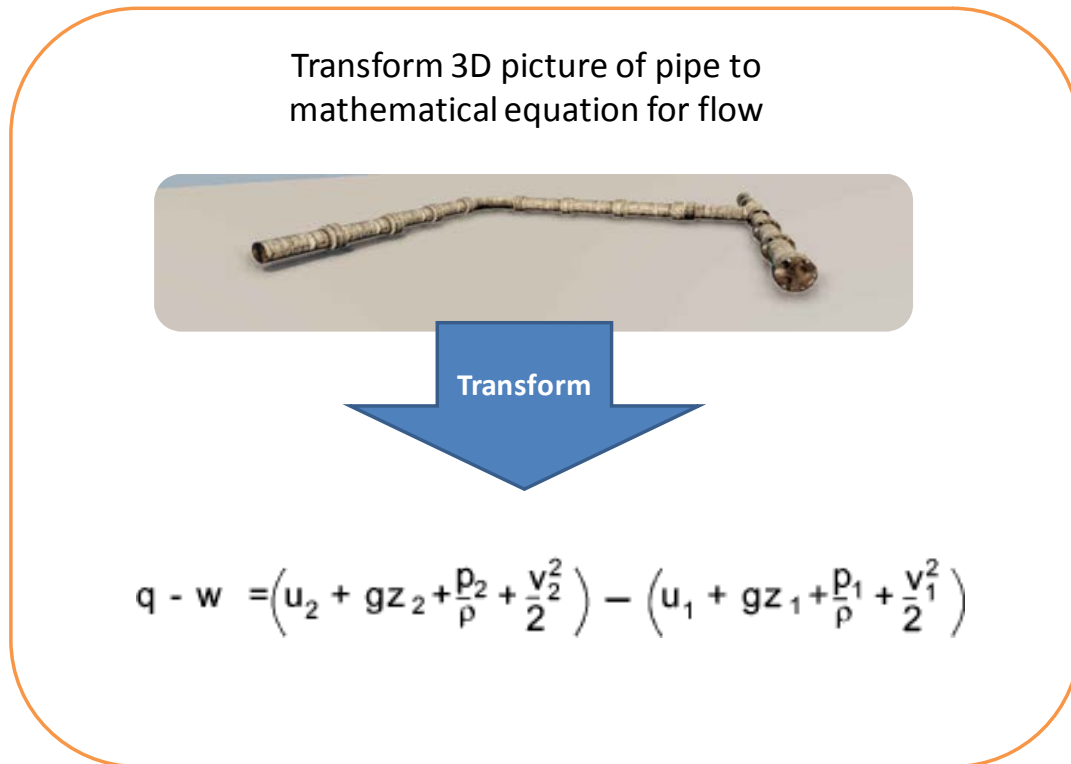 Transform 3D picture of pipe to
mathematical equation for flow
Transform
q - w = (u₂ + gz₂ + p₂/ρ + v₂²/2) − (u₁ + gz₁ + p₁/ρ + v₁²/2)